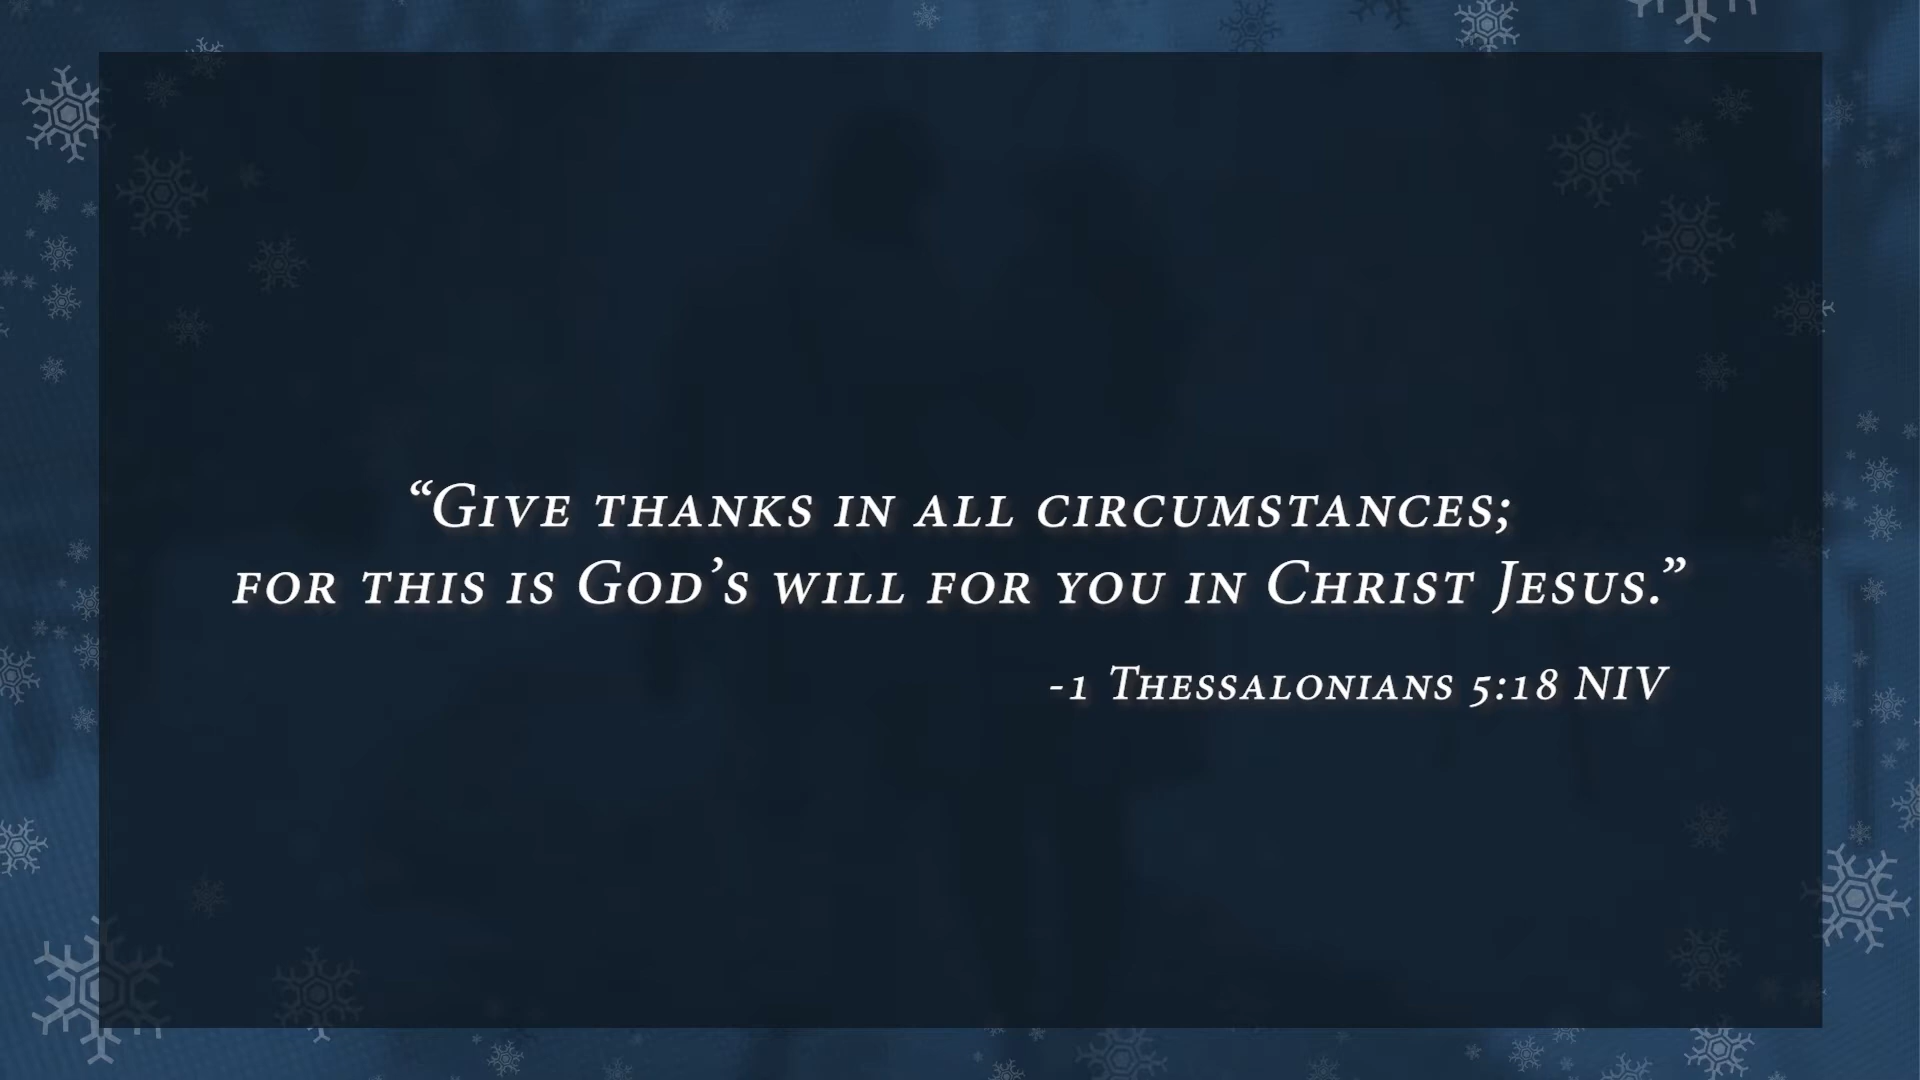 “Give thanks in all circumstances;
for this is God’s will for you in Christ Jesus.”
-1 Thessalonians 5:18 NIV